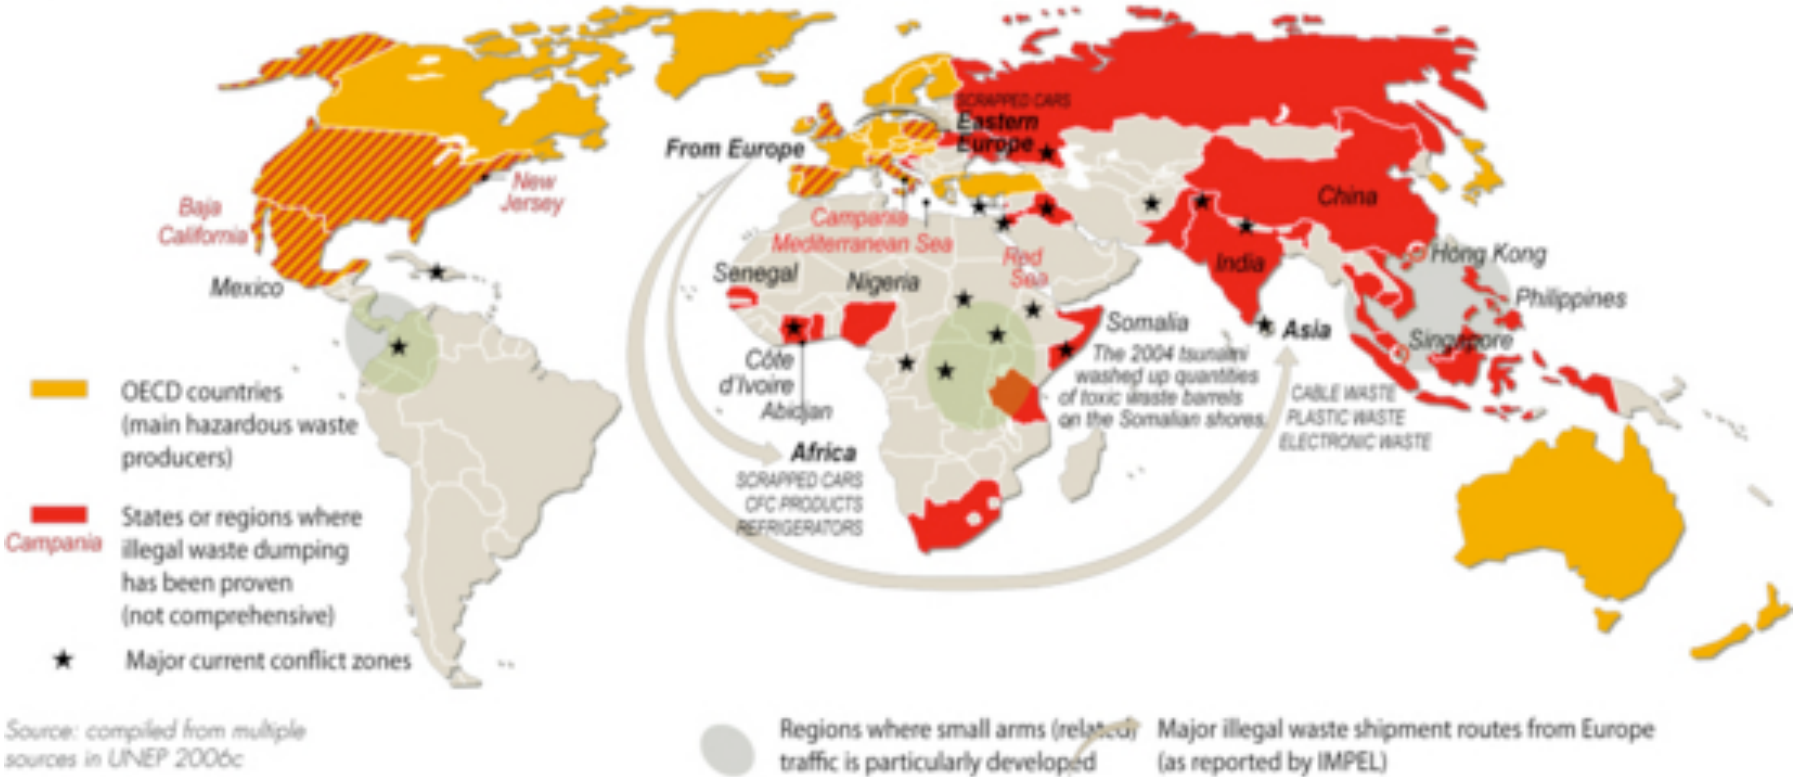 SCRAPPED CARS
Eastern
Europe
From Europe
New
Jersey
Baja
California
Mexico
Campania
Mediterranean Sea
Red
Sea
Senegal
Nigeria
China
India
Hong Kong
Philippines
Singapore
Asia
Somalia
The 2004 tsunami
washed up quantities
of toxic waste barrels
on the Somalian shores.
Côte
d'Ivoire
Abidjan
CABLE WASTE
PLASTIC WASTE
ELECTRONIC WASTE
Africa
SCRAPPED CARS
CFC PRODUCTS
REFRIGERATORS
OECD countries
(main hazardous waste
producers)
Campania
States or regions where
illegal waste dumping
has been proven
(not comprehensive)
Major current conflict zones
Source: compiled from multiple
sources in UNEP 2006c
Regions where small arms (related)
traffic is particularly developed
Major illegal waste shipment routes from Europe
(as reported by IMPEL)